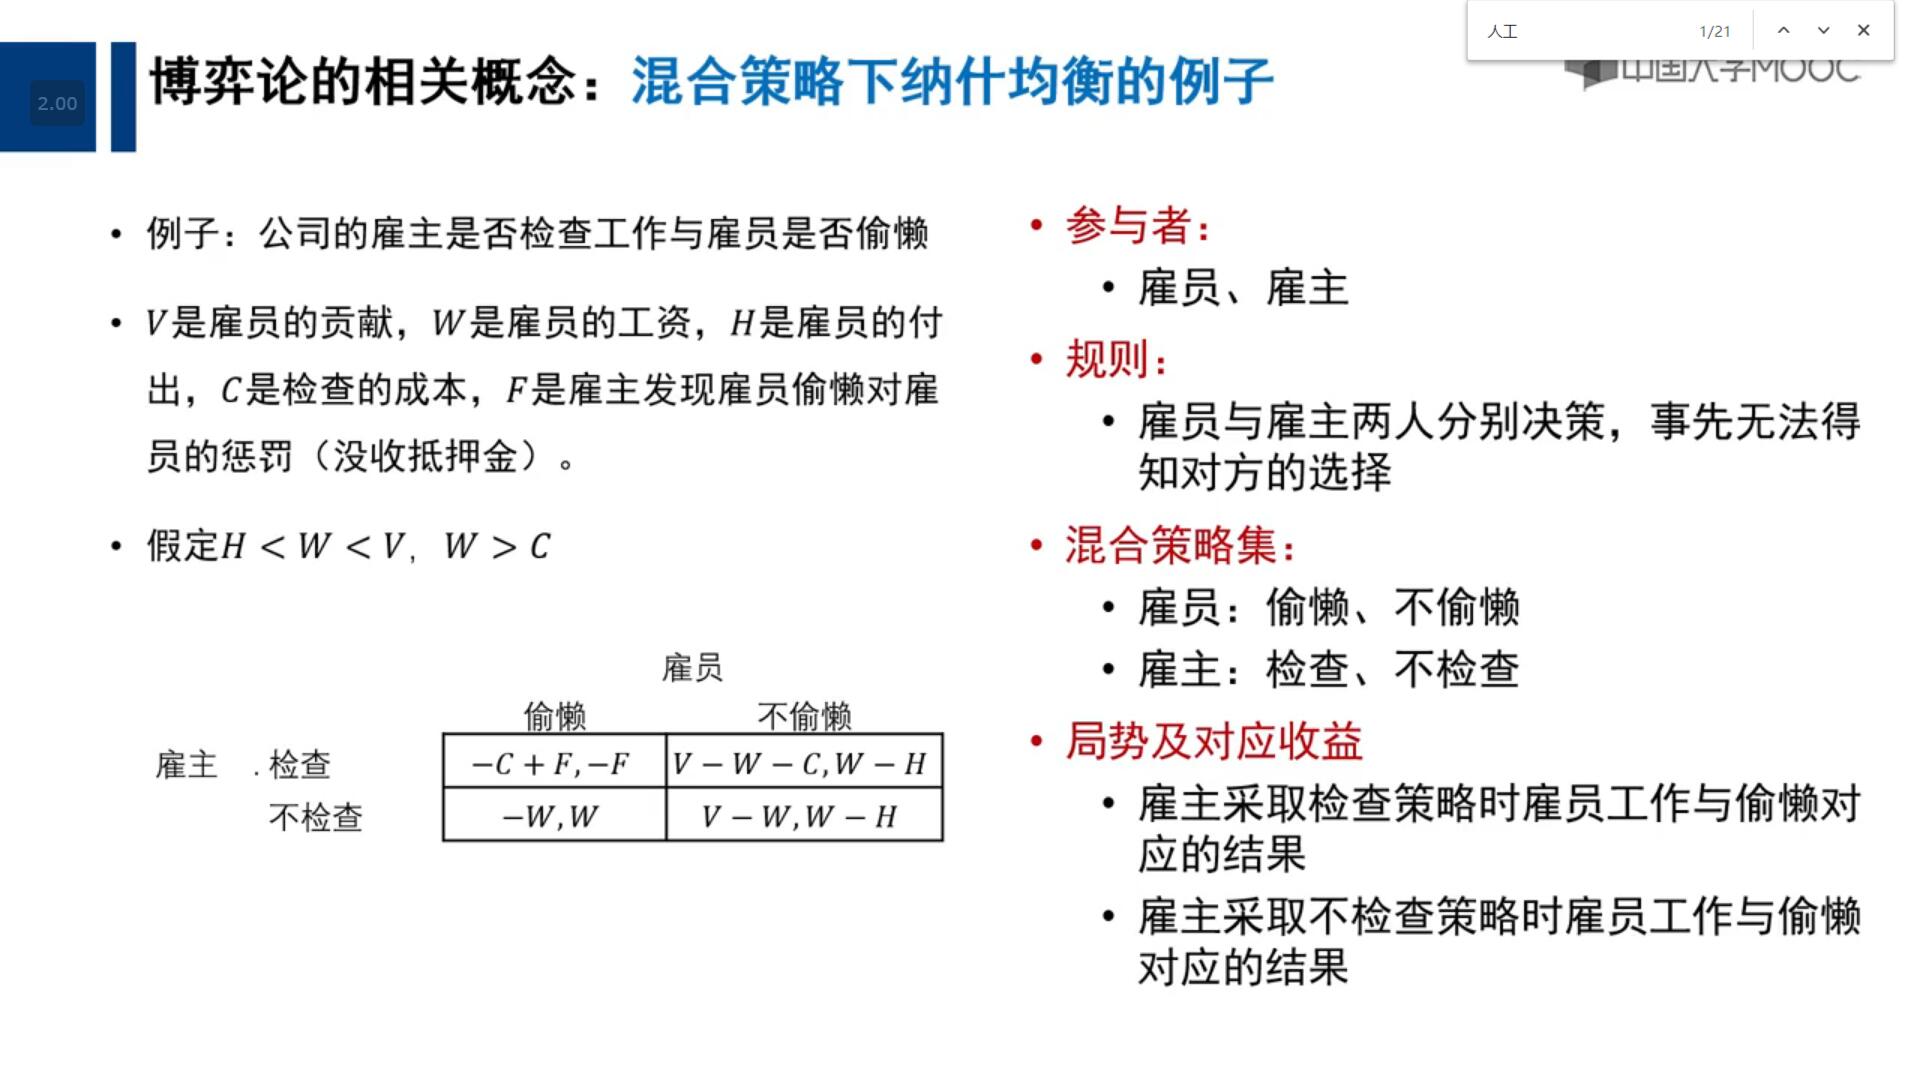 人工 1/21
2.00
博弈论的相关概念：混合策略下纳什均衡的例子
中国大学MOOC
• 例子：公司的雇主是否检查工作与雇员是否偷懒
• V是雇员的贡献，W是雇员的工资，H是雇员的付
出，C是检查的成本，F是雇主发现雇员偷懒对雇
员的惩罚（没收抵押金）。
• 假定H < W < V, W > C
雇员
偷懒 不偷懒
雇主 . 检查 −C + F,−F V − W − C,W − H
不检查 −W,W V − W,W − H
• 参与者：
• 雇员、雇主
• 规则：
• 雇员与雇主两人分别决策，事先无法得
知对方的选择
• 混合策略集：
• 雇员：偷懒、不偷懒
• 雇主：检查、不检查
• 局势及对应收益
• 雇主采取检查策略时雇员工作与偷懒对
应的结果
• 雇主采取不检查策略时雇员工作与偷懒
对应的结果